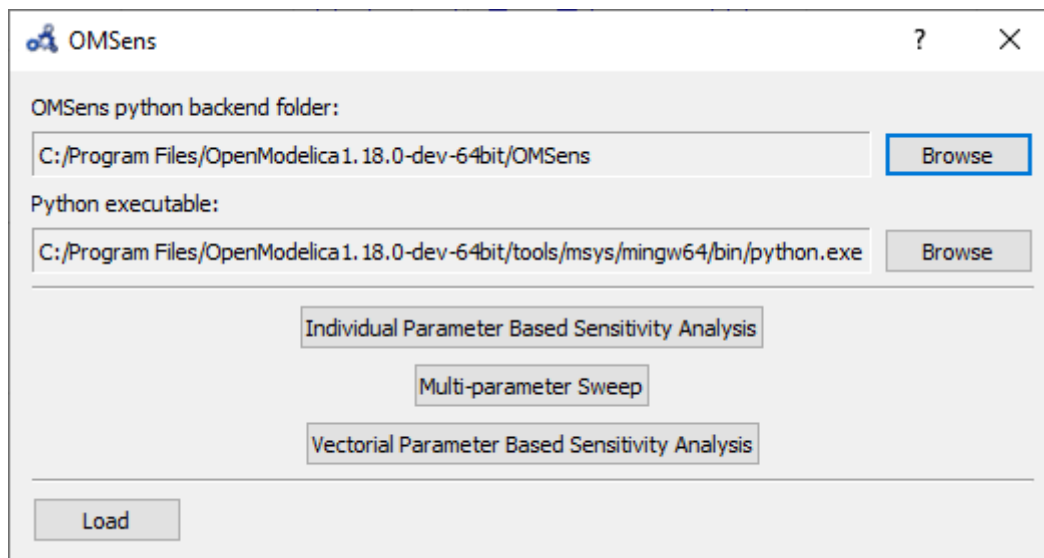 OMSens
?
OMSens python backend folder:
C:/Program Files/OpenModelica1.18.0-dev-64bit/OMSens
Browse
Python executable:
C:/Program Files/OpenModelica1.18.0-dev-64bit/tools/msys/mingw64/bin/python.exe
Browse
Individual Parameter Based Sensitivity Analysis
Multi-parameter Sweep
Vectorial Parameter Based Sensitivity Analysis
Load